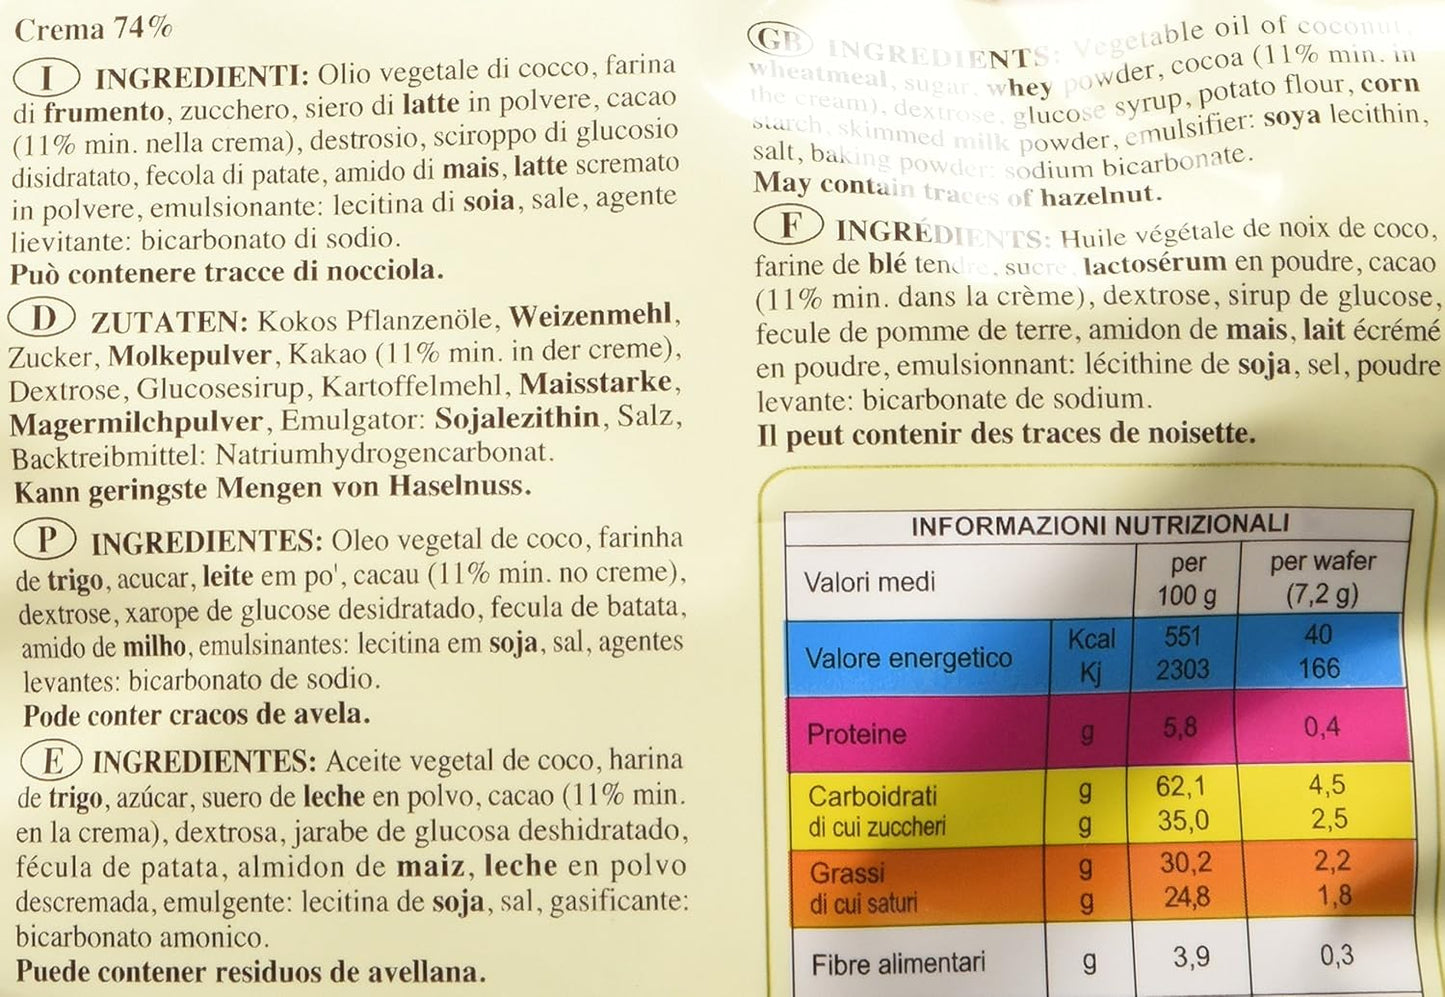 Crema 74%
I INGREDIENTI: Olio vegetale di cocco, farina
di frumento, zucchero, siero di latte in polvere, cacao
(11% min. nella crema), destrosio, sciroppo di glucosio
disidratato, fecola di patate, amido di mais, latte scremato
in polvere, emulsionante: lecitina di soia, sale, agente
lievitante: bicarbonato di sodio.
Può contenere tracce di nocciola.
D ZUTATEN: Kokos Pflanzenöle, Weizenmehl,
Zucker, Molkepulver, Kakao (11% min. in der creme),
Dextrose, Glucosesirup, Kartoffelmehl, Maisstarke,
Magermilchpulver, Emulgator: Sojalezithin, Salz,
Backtreibmittel: Natriumhydrogencarbonat.
Kann geringste Mengen von Haselnuss.
P INGREDIENTES: Oleo vegetal de coco, farinha
de trigo, acucar, leite em po', cacau (11% min. no creme),
dextrose, xarope de glucose desidratado, fecula de batata,
amido de milho, emulsinantes: lecitina em soja, sal, agentes
levantes: bicarbonato de sodio.
Pode conter cracos de avela.
E INGREDIENTES: Aceite vegetal de coco, harina
de trigo, azúcar, suero de leche en polvo, cacao (11% min.
en la crema), dextrosa, jarabe de glucosa deshidratado,
fécula de patata, almidon de maiz, leche en polvo
descremada, emulgente: lecitina de soja, sal, gasificante:
bicarbonato amonico.
Puede contener residuos de avellana.
GB INGREDIENTS: Vegetable oil of coconut,
wheatmeal, sugar, whey powder, cocoa (11% min. in
the cream), dextrose, glucose syrup, potato flour, corn
starch, skimmed milk powder, emulsifier: soya lecithin,
salt, baking powder: sodium bicarbonate.
May contain traces of hazelnut.
F INGRÉDIENTS: Huile végétale de noix de coco,
farine de blé tendre, sucre, lactosérum en poudre, cacao
(11% min. dans la crème), dextrose, sirup de glucose,
fecule de pomme de terre, amidon de mais, lait écrémé
en poudre, emulsionnant: lécithine de soja, sel, poudre
levante: bicarbonate de sodium.
Il peut contenir des traces de noisette.
INFORMAZIONI NUTRIZIONALI
Valori medi per 100 g per wafer (7,2 g)
Valore energetico Kcal 551 40
Kj 2303 166
Proteine g 5,8 0,4
Carboidrati g 62,1 4,5
di cui zuccheri g 35,0 2,5
Grassi g 30,2 2,2
di cui saturi g 24,8 1,8
Fibre alimentari g 3,9 0,3